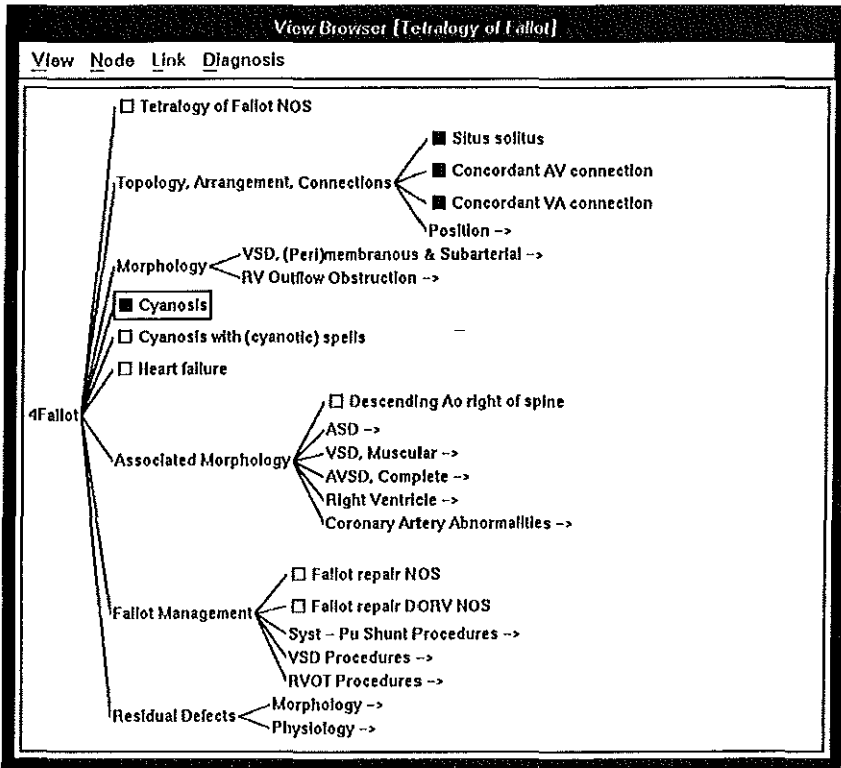 View Browser [Tetralogy of Fallot]
View Node Link Diagnosis
Tetralogy of Fallot NOS
Situs solitus
Concordant AV connection
Topology, Arrangement, Connections
Concordant VA connection
Position -->
VSD, (Peri)membranous & Subarterial -->
Morphology
RV Outflow Obstruction -->
Cyanosis
Cyanosis with (cyanotic) spells
Heart failure
Descending Ao right of spine
4Fallot
ASD -->
VSD, Muscular -->
Associated Morphology
AVSD, Complete -->
Right Ventricle -->
Coronary Artery Abnormalities -->
Fallot repair NOS
Fallot repair DORV NOS
Fallot Management
Syst - Pu Shunt Procedures -->
VSD Procedures -->
RVOT Procedures -->
Morphology -->
Residual Defects
Physiology -->